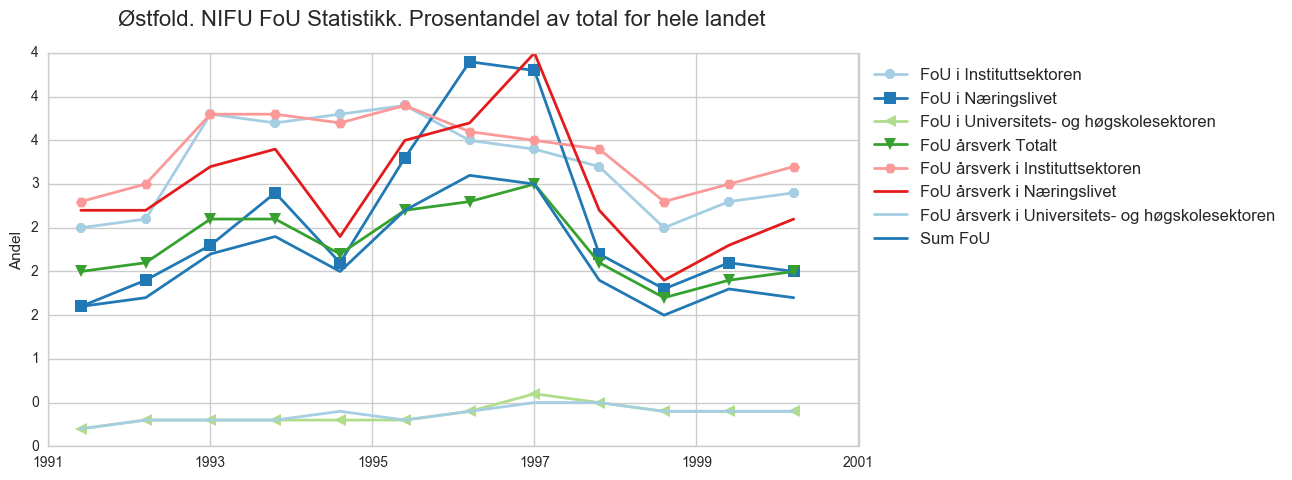 Østfold. NIFU FoU Statistikk. Prosentandel av total for hele landet
4
4
4
3
2
2
2
1
0
0
Andel
1991
1993
1995
1997
1999
2001
FoU i Instituttsektoren
FoU i Næringslivet
FoU i Universitets- og høgskolesektoren
FoU årsverk Totalt
FoU årsverk i Instituttsektoren
FoU årsverk i Næringslivet
FoU årsverk i Universitets- og høgskolesektoren
Sum FoU